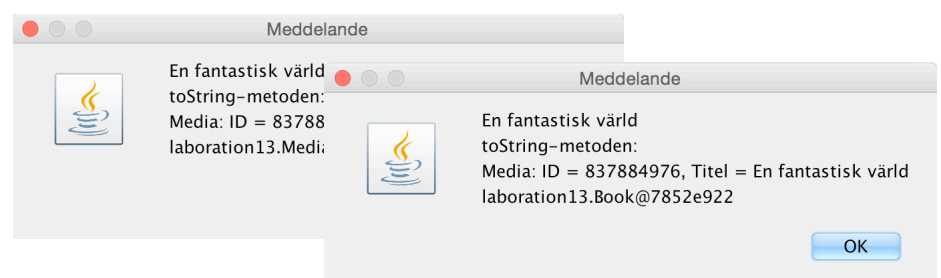 Meddelande
En fantastisk värld
toString-metoden:
Media: ID = 83788
laboration13.Media
Meddelande
En fantastisk värld
toString-metoden:
Media: ID = 837884976, Titel = En fantastisk värld
laboration13.Book@7852e922
OK